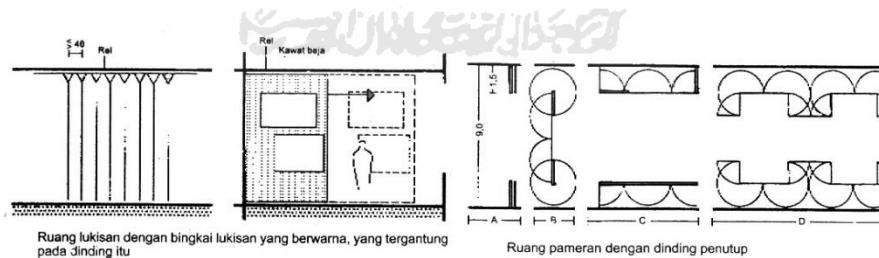 ≤ 40
Rel
Rel
Kawat baja
1,5
9,0
A
B
C
D
Ruang lukisan dengan bingkai lukisan yang berwarna, yang tergantung
pada dinding itu
Ruang pameran dengan dinding penutup